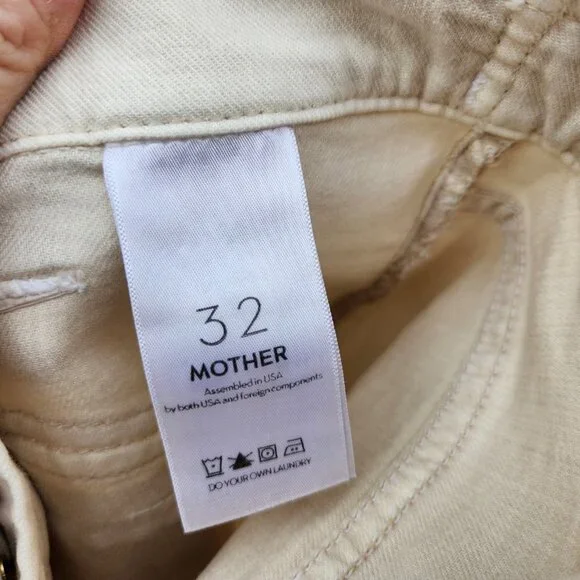 32
MOTHER
Assembled in USA
by both USA and foreign components
DO YOUR OWN LAUNDRY